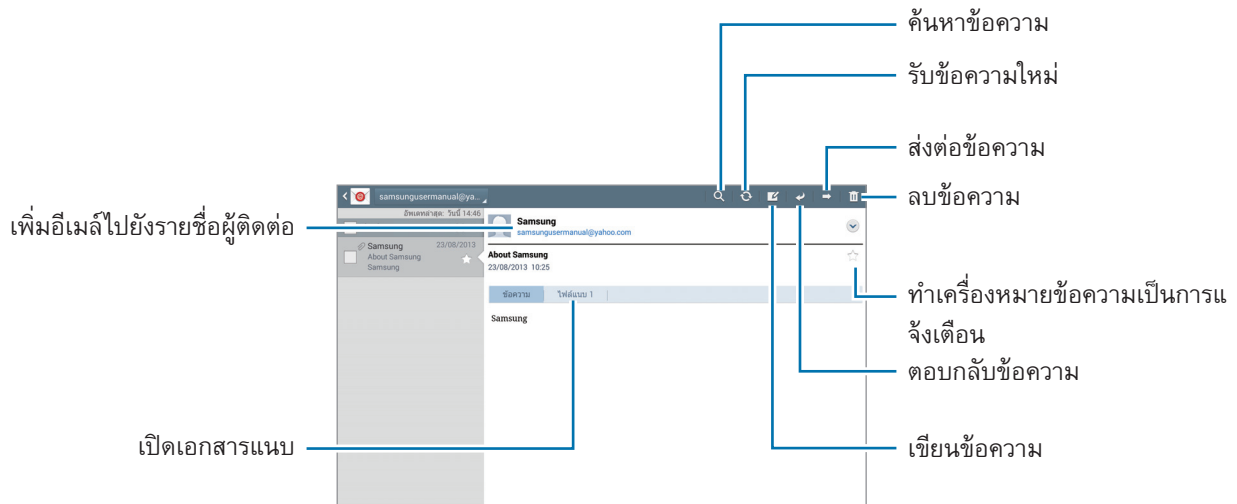 ค้นหาข้อความ
รับข้อความใหม่
ส่งต่อข้อความ
ลบข้อความ
samsungusermanual@ya...
อัพเดทล่าสุด: วันนี้ 14:46
เพิ่มอีเมล์ไปยังรายชื่อผู้ติดต่อ
Samsung
samsungusermanual@yahoo.com
Samsung 23/08/2013
About Samsung
Samsung
About Samsung
23/08/2013 10:25
ข้อความ ไฟล์แนบ 1
Samsung
ทำเครื่องหมายข้อความเป็นการแ
จ้งเตือน
ตอบกลับข้อความ
เปิดเอกสารแนบ
เขียนข้อความ